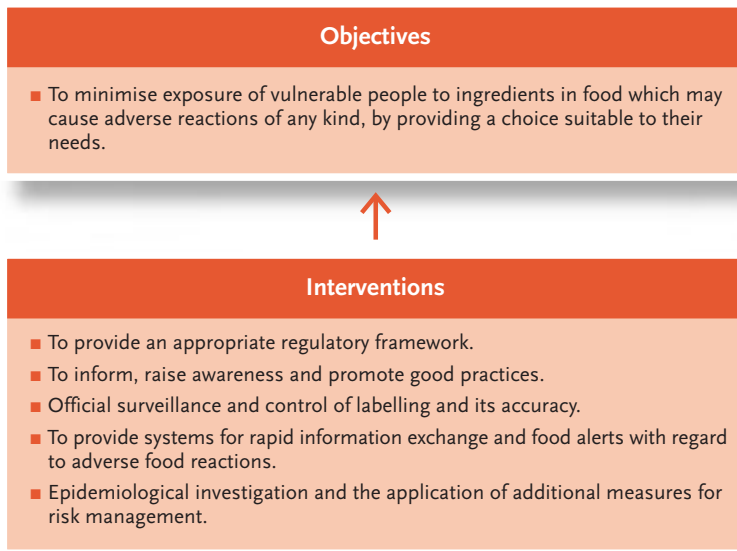 Objectives
■ To minimise exposure of vulnerable people to ingredients in food which may
cause adverse reactions of any kind, by providing a choice suitable to their
needs.
Interventions
■ To provide an appropriate regulatory framework.
■ To inform, raise awareness and promote good practices.
■ Official surveillance and control of labelling and its accuracy.
■ To provide systems for rapid information exchange and food alerts with regard
to adverse food reactions.
■ Epidemiological investigation and the application of additional measures for
risk management.